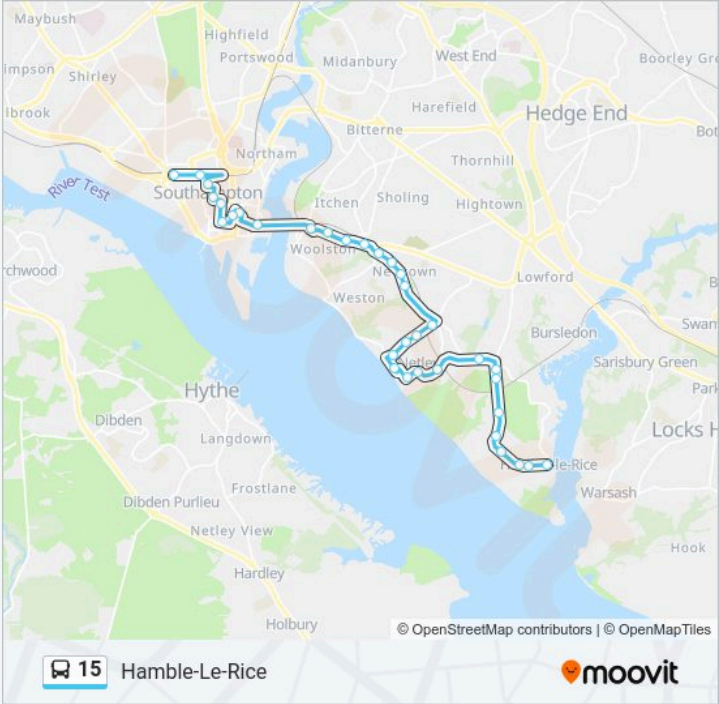 Maybush
Highfield
Portswood
West End
Boorley Gre
Midanbury
impson
Shirley
Harefield
Hedge End
lbrook
Bitterne
Bot
Northam
Thornhill
River Test
Southampton
Itchen
Sholing
Hightown
Woolston
rchwood
Newtown
Lowford
B
Weston
Swan
Bursledon
Netley
Sarisbury Green
Hythe
Park
Dibden
Locks H
Langdown
Hamble-le-Rice
Frostlane
Warsash
Dibden Purlieu
Netley View
Hook
Hardley
Holbury
© OpenStreetMap contributors | © OpenMapTiles
15 Hamble-Le-Rice
moovit